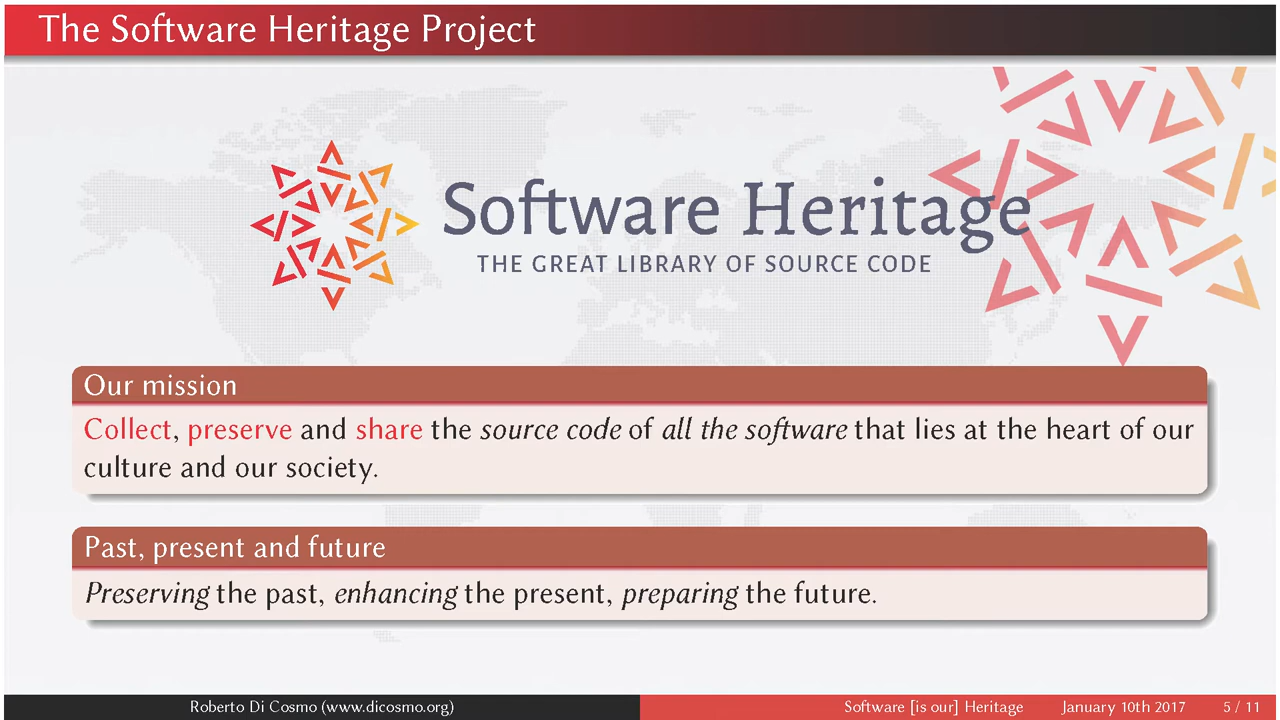 The Software Heritage Project
Software Heritage
THE GREAT LIBRARY OF SOURCE CODE
Our mission
Collect, preserve and share the source code of all the software that lies at the heart of our
culture and our society.
Past, present and future
Preserving the past, enhancing the present, preparing the future.
Roberto Di Cosmo (www.dicosmo.org) Software [is our] Heritage January 10th 2017 5 / 11